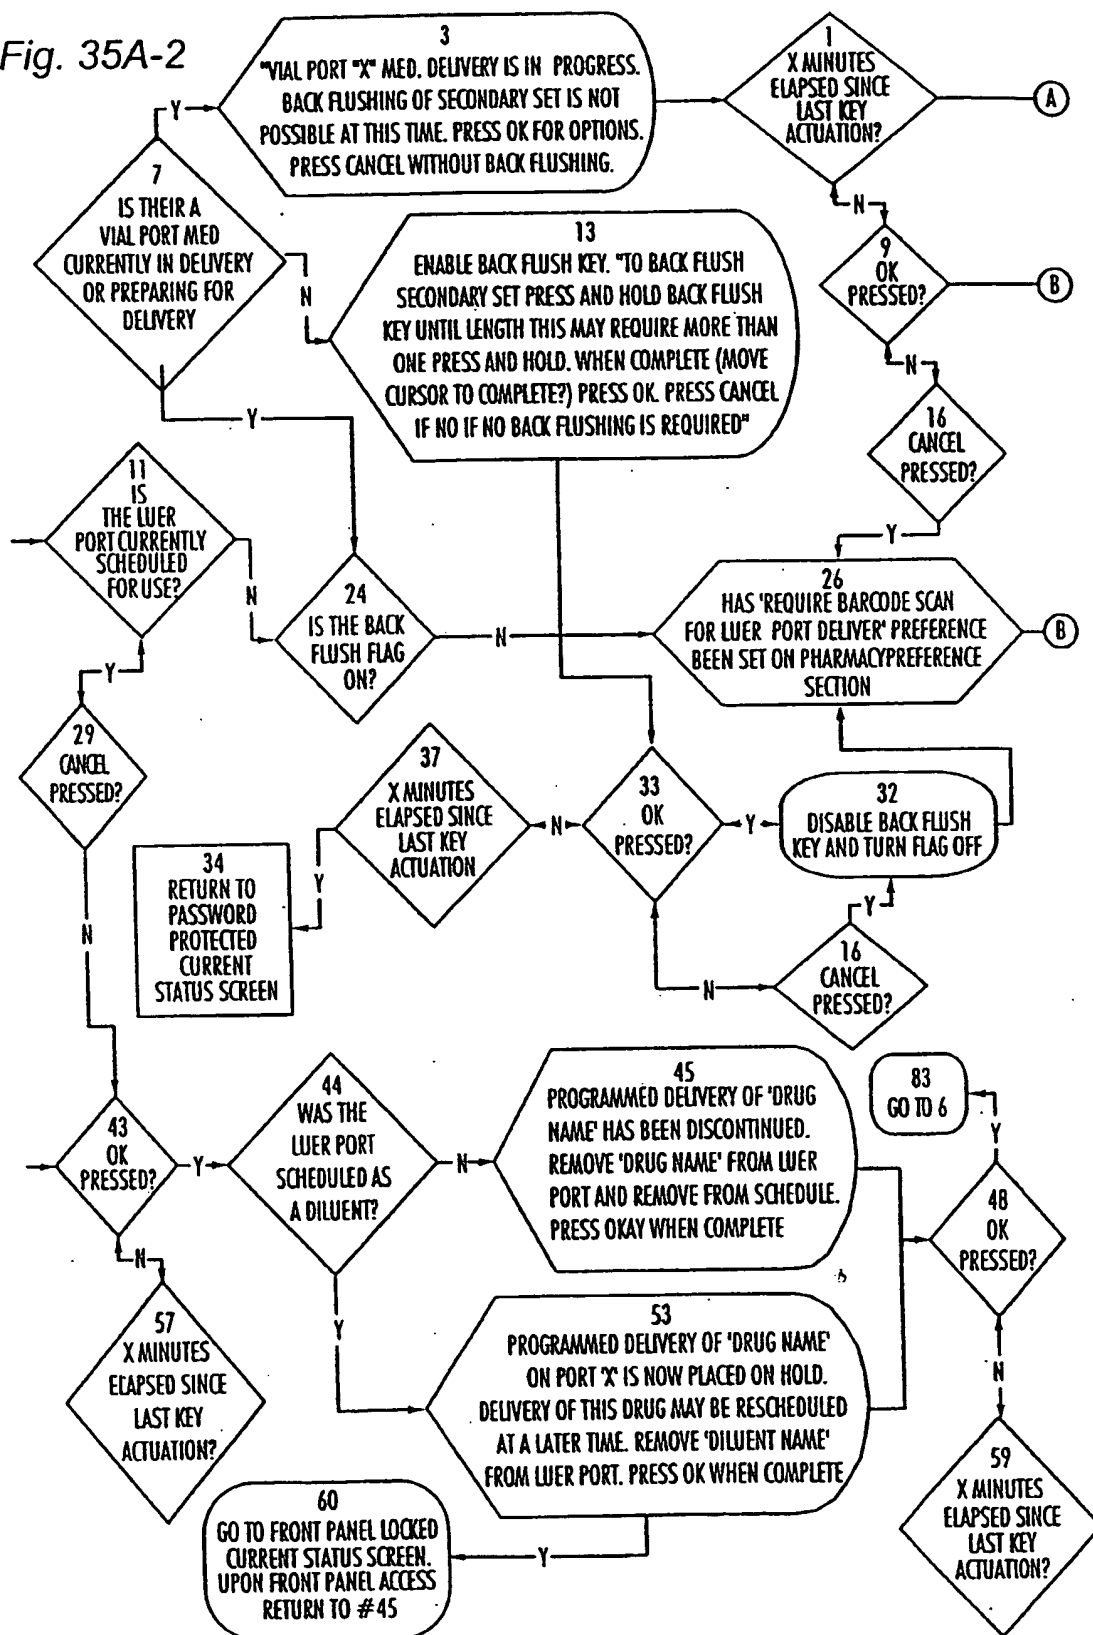 Fig. 35A-2
3
"VIAL PORT "X" MED. DELIVERY IS IN PROGRESS.
BACK FLUSHING OF SECONDARY SET IS NOT
POSSIBLE AT THIS TIME. PRESS OK FOR OPTIONS.
PRESS CANCEL WITHOUT BACK FLUSHING.
1
X MINUTES
ELAPSED SINCE
LAST KEY
ACTUATION?
A
Y
7
IS THEIR A
VIAL PORT MED
CURRENTLY IN DELIVERY
OR PREPARING FOR
DELIVERY
N
Y
13
ENABLE BACK FLUSH KEY. "TO BACK FLUSH
SECONDARY SET PRESS AND HOLD BACK FLUSH
KEY UNTIL LENGTH THIS MAY REQUIRE MORE THAN
ONE PRESS AND HOLD. WHEN COMPLETE (MOVE
CURSOR TO COMPLETE?) PRESS OK. PRESS CANCEL
IF NO IF NO BACK FLUSHING IS REQUIRED"
N
9
OK
PRESSED?
B
N
16
CANCEL
PRESSED?
Y
11
IS
THE LUER
PORT CURRENTLY
SCHEDULED
FOR USE?
N
Y
24
IS THE BACK
FLUSH FLAG
ON?
N
26
HAS 'REQUIRE BARCODE SCAN
FOR LUER PORT DELIVER' PREFERENCE
BEEN SET ON PHARMACYPREFERENCE
SECTION
B
29
CANCEL
PRESSED?
N
37
X MINUTES
ELAPSED SINCE
LAST KEY
ACTUATION
N
Y
33
OK
PRESSED?
Y
32
DISABLE BACK FLUSH
KEY AND TURN FLAG OFF
34
RETURN TO
PASSWORD
PROTECTED
CURRENT
STATUS SCREEN
N
Y
16
CANCEL
PRESSED?
43
OK
PRESSED?
Y
N
44
WAS THE
LUER PORT
SCHEDULED AS
A DILUENT?
N
Y
45
PROGRAMMED DELIVERY OF 'DRUG
NAME' HAS BEEN DISCONTINUED.
REMOVE 'DRUG NAME' FROM LUER
PORT AND REMOVE FROM SCHEDULE.
PRESS OKAY WHEN COMPLETE
83
GO TO 6
Y
48
OK
PRESSED?
N
57
X MINUTES
ELAPSED SINCE
LAST KEY
ACTUATION?
53
PROGRAMMED DELIVERY OF 'DRUG NAME'
ON PORT 'X' IS NOW PLACED ON HOLD.
DELIVERY OF THIS DRUG MAY BE RESCHEDULED
AT A LATER TIME. REMOVE 'DILUENT NAME'
FROM LUER PORT. PRESS OK WHEN COMPLETE
Y
60
GO TO FRONT PANEL LOCKED
CURRENT STATUS SCREEN.
UPON FRONT PANEL ACCESS
RETURN TO #45
59
X MINUTES
ELAPSED SINCE
LAST KEY
ACTUATION?